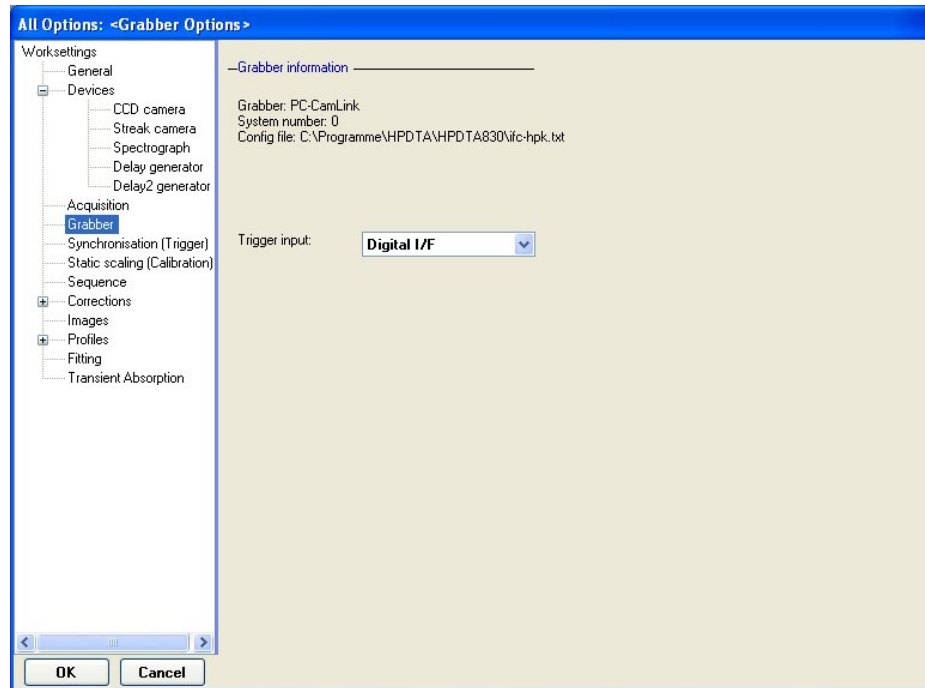 All Options: <Grabber Options>
Worksettings
General
Devices
CCD camera
Streak camera
Spectrograph
Delay generator
Delay2 generator
Acquisition
Grabber
Synchronisation (Trigger)
Static scaling (Calibration)
Sequence
Corrections
Images
Profiles
Fitting
Transient Absorption
OK Cancel
Grabber information
Grabber: PC-CamLink
System number: 0
Config file: C:\Programme\HPDTA\HPDTA830\ifc-hpk.txt
Trigger input: Digital I/F